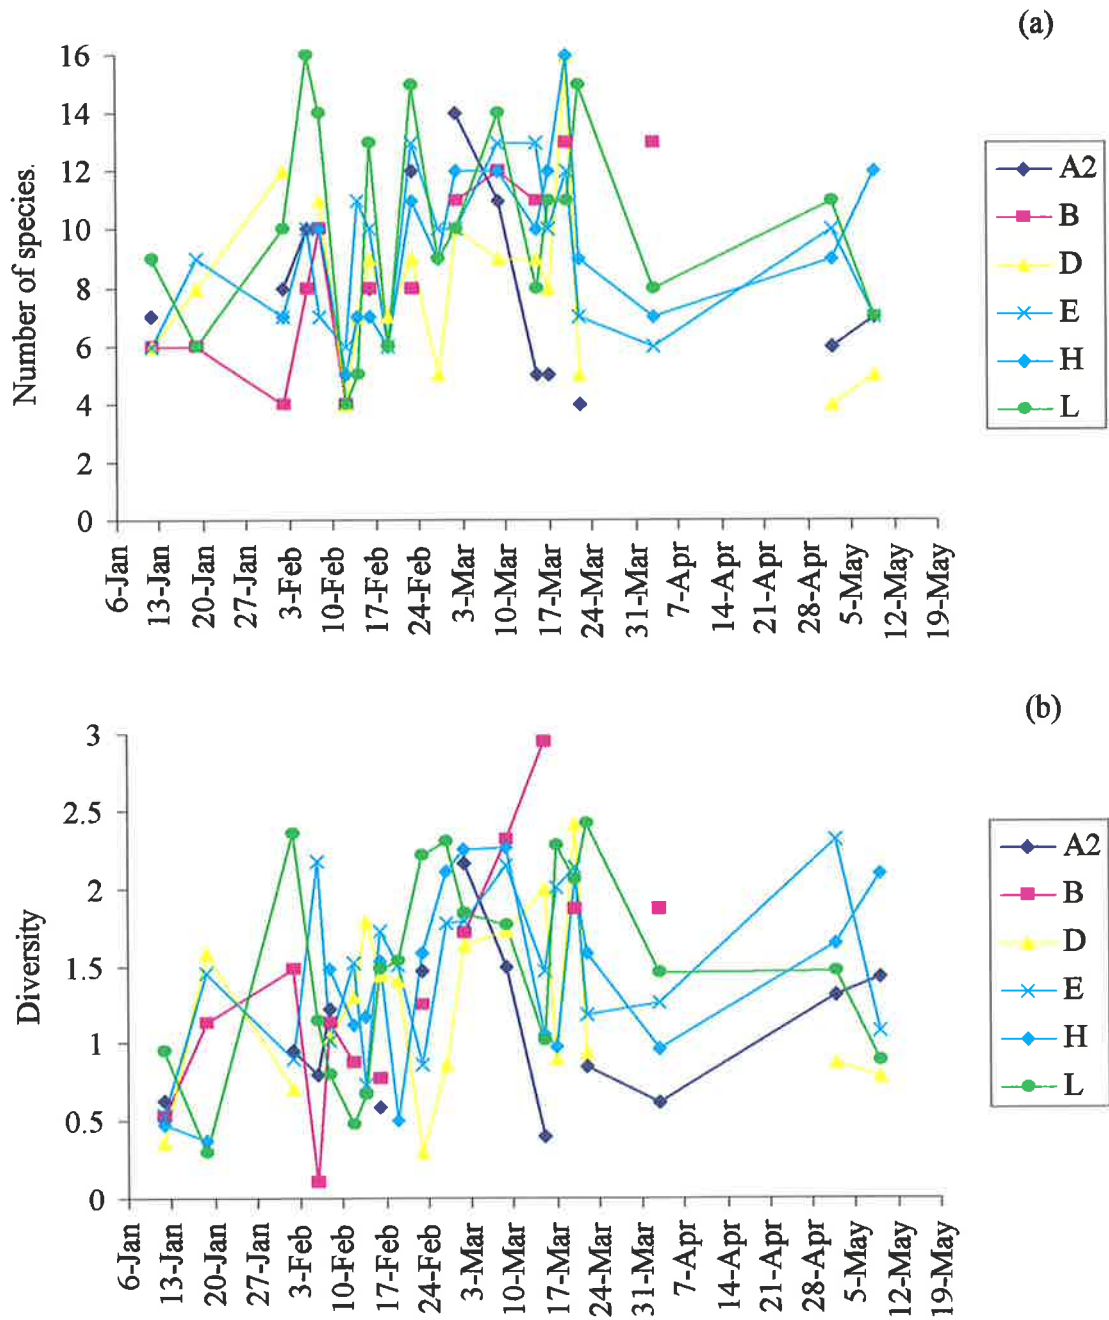 (a)
Number of species.
16
14
12
10
8
6
4
2
0
6-Jan
13-Jan
20-Jan
27-Jan
3-Feb
10-Feb
17-Feb
24-Feb
3-Mar
10-Mar
17-Mar
24-Mar
31-Mar
7-Apr
14-Apr
21-Apr
28-Apr
5-May
12-May
19-May
A2
B
D
E
H
L
(b)
Diversity
3
2.5
2
1.5
1
0.5
0
6-Jan
13-Jan
20-Jan
27-Jan
3-Feb
10-Feb
17-Feb
24-Feb
3-Mar
10-Mar
17-Mar
24-Mar
31-Mar
7-Apr
14-Apr
21-Apr
28-Apr
5-May
12-May
19-May
A2
B
D
E
H
L